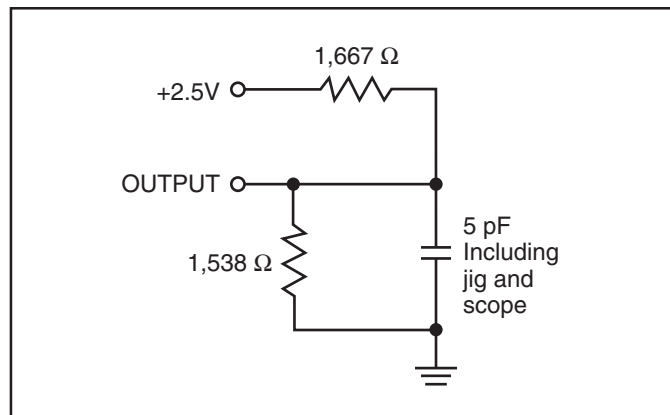 1,667 Ω
+2.5V
OUTPUT
1,538 Ω
5 pF
Including
jig and
scope